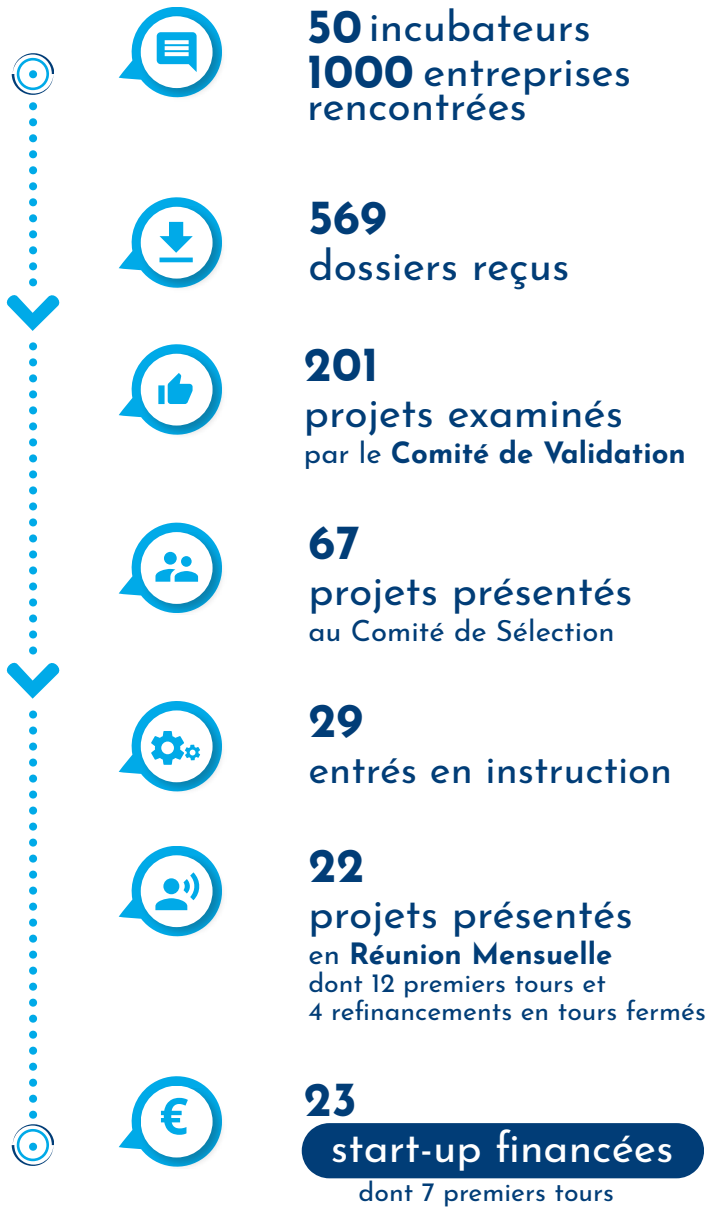 50 incubateurs
1000 entreprises
rencontrées
569
dossiers reçus
201
projets examinés
par le Comité de Validation
67
projets présentés
au Comité de Sélection
29
entrés en instruction
22
projets présentés
en Réunion Mensuelle
dont 12 premiers tours et
4 refinancements en tours fermés
€
23
start-up financées
dont 7 premiers tours